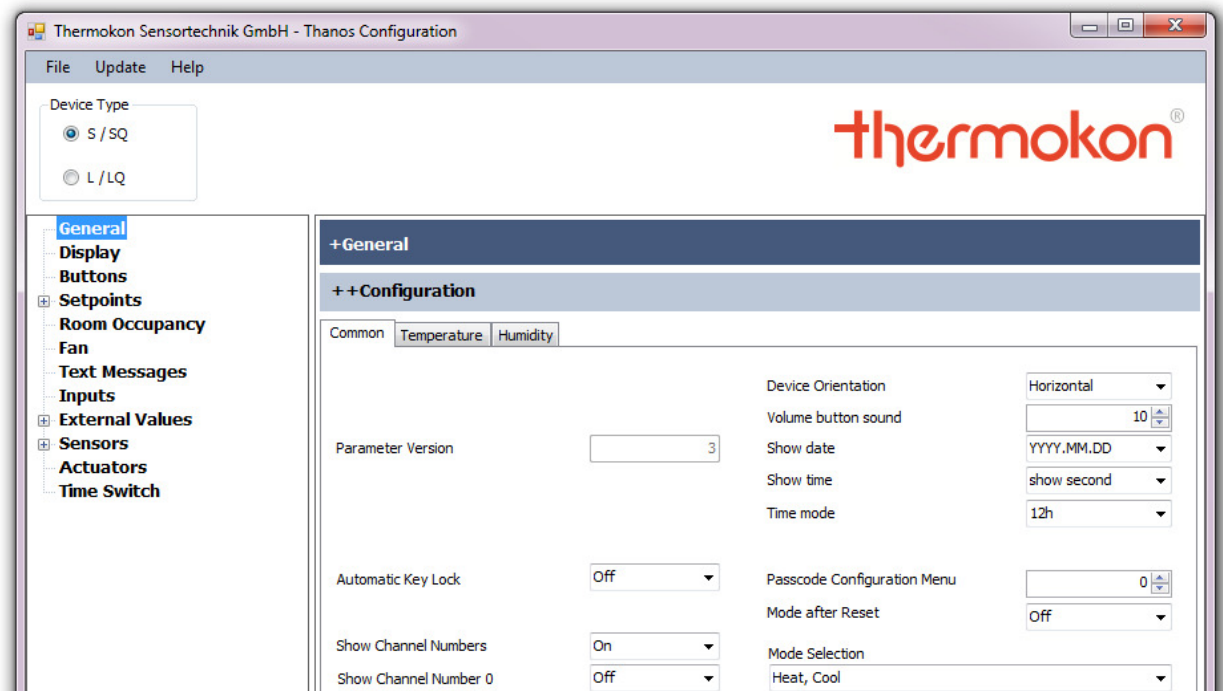 Thermokon Sensortechnik GmbH - Thanos Configuration
File Update Help
Device Type
S / SQ
L / LQ
thermokon®
General
Display
Buttons
Setpoints
Room Occupancy
Fan
Text Messages
Inputs
External Values
Sensors
Actuators
Time Switch
+General
++Configuration
Common Temperature Humidity
Device Orientation Horizontal
Volume button sound 10
Parameter Version 3 Show date YYYY.MM.DD
Show time show second
Time mode 12h
Automatic Key Lock Off Passcode Configuration Menu 0
Mode after Reset Off
Show Channel Numbers On Mode Selection
Show Channel Number 0 Off Heat, Cool